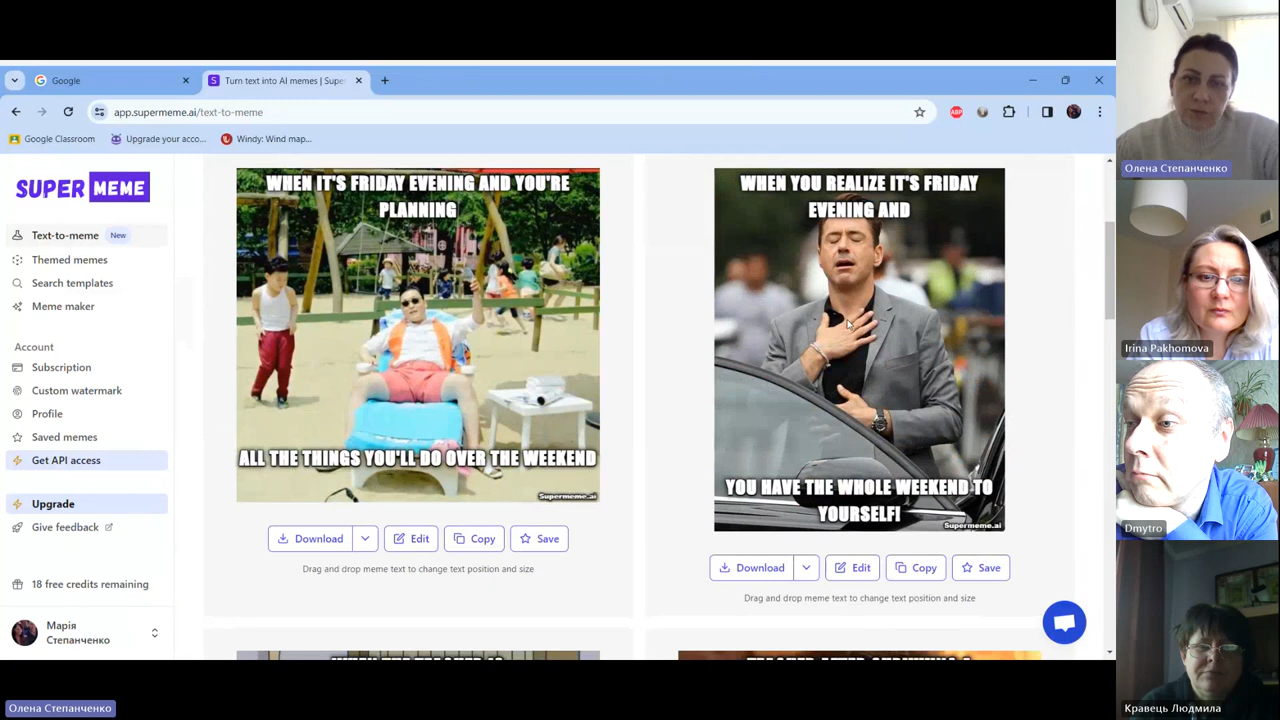 Google
Turn text into AI memes | Supe
app.supermeme.ai/text-to-meme
ABP
Google Classroom
Upgrade your acco...
Windy: Wind map...
SUPER MEME
Text-to-meme New
Themed memes
Search templates
Meme maker
Account
Subscription
Custom watermark
Profile
Saved memes
Get API access
Upgrade
Give feedback
18 free credits remaining
Марія
Степанченко
WHEN IT'S FRIDAY EVENING AND YOU'RE
PLANNING
ALL THE THINGS YOU'LL DO OVER THE WEEKEND
Supermeme.ai
Download
Edit
Copy
Save
Drag and drop meme text to change text position and size
WHEN YOU REALIZE IT'S FRIDAY
EVENING AND
YOU HAVE THE WHOLE WEEKEND TO
YOURSELF!
Supermeme.ai
Download
Edit
Copy
Save
Drag and drop meme text to change text position and size
Олена Степанченко
Irina Pakhomova
Dmytro
Кравець Людмила
Олена Степанченко